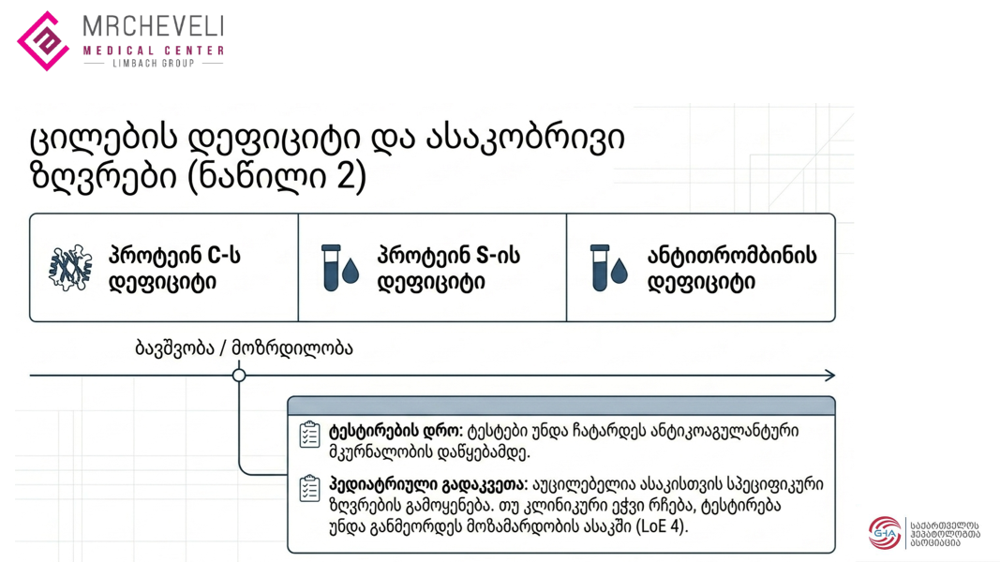 MRCHEVELI
MEDICAL CENTER
LIMBACH GROUP
ცილების დეფიციტი და ასაკობრივი
ზღვრები (ნაწილი 2)
პროტეინ C-ს
დეფიციტი
პროტეინ S-ის
დეფიციტი
ანტითრომბინის
დეფიციტი
ბავშვობა / მოზრდილობა
ტესტირების დრო: ტესტები უნდა ჩატარდეს ანტიკოაგულანტური
მკურნალობის დაწყებამდე.
პედიატრიული გადაკვეთა: აუცილებელია ასაკისთვის სპეციფიკური
ზღვრების გამოყენება. თუ კლინიკური ეჭვი რჩება, ტესტირება
უნდა განმეორდეს მოზამარდობის ასაკში (LoE 4).
GHA
საქართველოს
ჰეპატოლოგთა
ასოციაცია